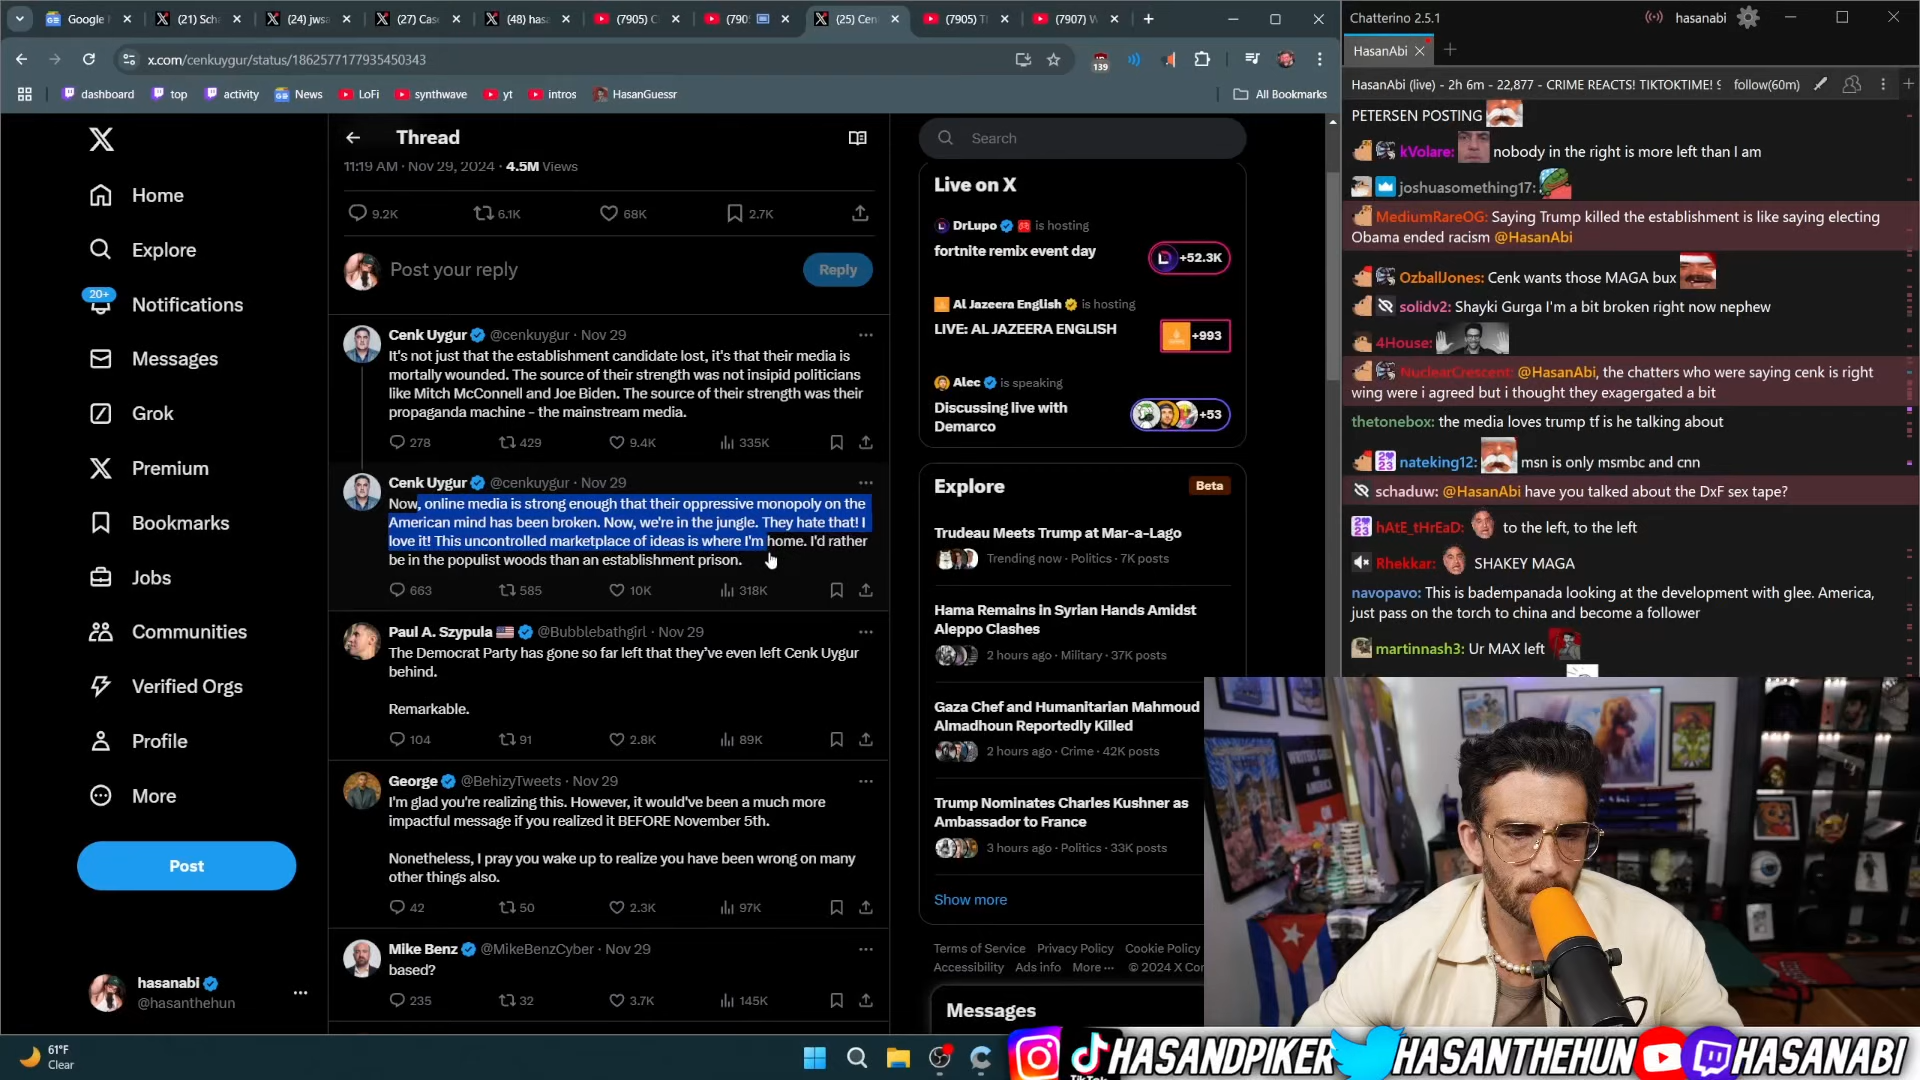 Google
(21) Sch
(24) jwsa
(27) Case
(48) hasa
(7905) C
(790
(25) Cen
(7905) T
(7907) W
x.com/cenkuygur/status/1862577177935450343
139
dashboard
top
activity
News
LoFi
synthwave
yt
intros
HasanGuessr
All Bookmarks
Home
Explore
20+
Notifications
Messages
Grok
Premium
Bookmarks
Jobs
Communities
Verified Orgs
Profile
More
Post
hasanabi
@hasanthehun
Thread
11:19 AM · Nov 29, 2024 · 4.5M Views
9.2K 6.1K 68K 2.7K
Post your reply
Reply
Cenk Uygur @cenkuygur · Nov 29
It's not just that the establishment candidate lost, it's that their media is
mortally wounded. The source of their strength was not insipid politicians
like Mitch McConnell and Joe Biden. The source of their strength was their
propaganda machine – the mainstream media.
278 429 9.4K 335K
Cenk Uygur @cenkuygur · Nov 29
Now, online media is strong enough that their oppressive monopoly on the
American mind has been broken. Now, we're in the jungle. They hate that! I
love it! This uncontrolled marketplace of ideas is where I'm home. I'd rather
be in the populist woods than an establishment prison.
663 585 10K 318K
Paul A. Szypula @Bubblebathgirl · Nov 29
The Democrat Party has gone so far left that they've even left Cenk Uygur
behind.
Remarkable.
104 91 2.8K 89K
George @BehizyTweets · Nov 29
I'm glad you're realizing this. However, it would've been a much more
impactful message if you realized it BEFORE November 5th.
Nonetheless, I pray you wake up to realize you have been wrong on many
other things also.
42 50 2.3K 97K
Mike Benz @MikeBenzCyber · Nov 29
based?
235 32 3.7K 145K
Search
Live on X
DrLupo is hosting
fortnite remix event day
+52.3K
Al Jazeera English is hosting
LIVE: AL JAZEERA ENGLISH
+993
Alec is speaking
Discussing live with
Demarco
+53
Explore
Beta
Trudeau Meets Trump at Mar-a-Lago
Trending now · Politics · 7K posts
Hama Remains in Syrian Hands Amidst
Aleppo Clashes
2 hours ago · Military · 37K posts
Gaza Chef and Humanitarian Mahmoud
Almadhoun Reportedly Killed
2 hours ago · Crime · 42K posts
Trump Nominates Charles Kushner as
Ambassador to France
3 hours ago · Politics · 33K posts
Show more
Terms of Service Privacy Policy Cookie Policy
Accessibility Ads info More ··· © 2024 X Cor
Messages
Chatterino 2.5.1
hasanabi
HasanAbi
HasanAbi (live) - 2h 6m - 22,877 - CRIME REACTS! TIKTOKTIME! S follow(60m)
PETERSEN POSTING
kVolare: nobody in the right is more left than I am
joshuasomething17:
MediumRareOG: Saying Trump killed the establishment is like saying electing
Obama ended racism @HasanAbi
OzballJones: Cenk wants those MAGA bux
solidv2: Shayki Gurga I'm a bit broken right now nephew
4House:
NuclearCrescent: @HasanAbi, the chatters who were saying cenk is right
wing were i agreed but i thought they exagergated a bit
thetonebox: the media loves trump tf is he talking about
nateking12: msn is only msmbc and cnn
schaduw: @HasanAbi have you talked about the DxF sex tape?
hAtE_tHrEaD: to the left, to the left
Rhekkar: SHAKEY MAGA
navopavo: This is badempanada looking at the development with glee. America,
just pass on the torch to china and become a follower
martinnash3: Ur MAX left
61°F
Clear
TikTok
HASANDPIKER
HASANTHEHUN
HASANABI